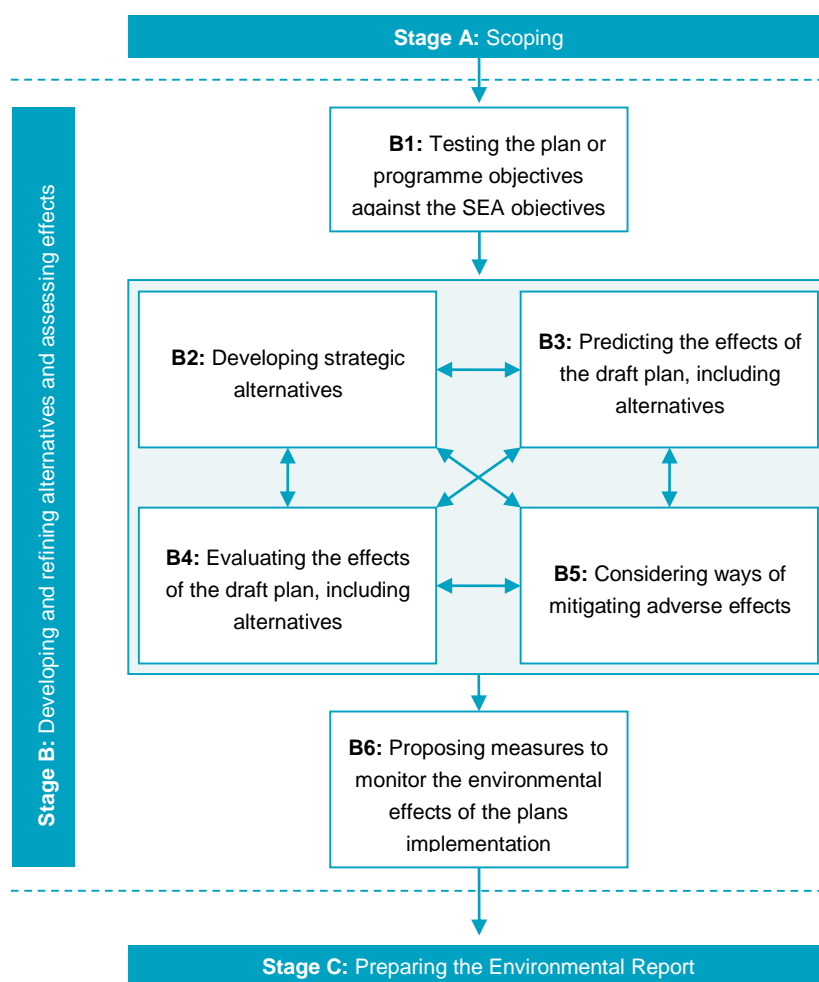 Stage A: Scoping
Stage B: Developing and refining alternatives and assessing effects
B1: Testing the plan or
programme objectives
against the SEA objectives
B2: Developing strategic
alternatives
B3: Predicting the effects of
the draft plan, including
alternatives
B4: Evaluating the effects
of the draft plan, including
alternatives
B5: Considering ways of
mitigating adverse effects
B6: Proposing measures to
monitor the environmental
effects of the plans
implementation
Stage C: Preparing the Environmental Report